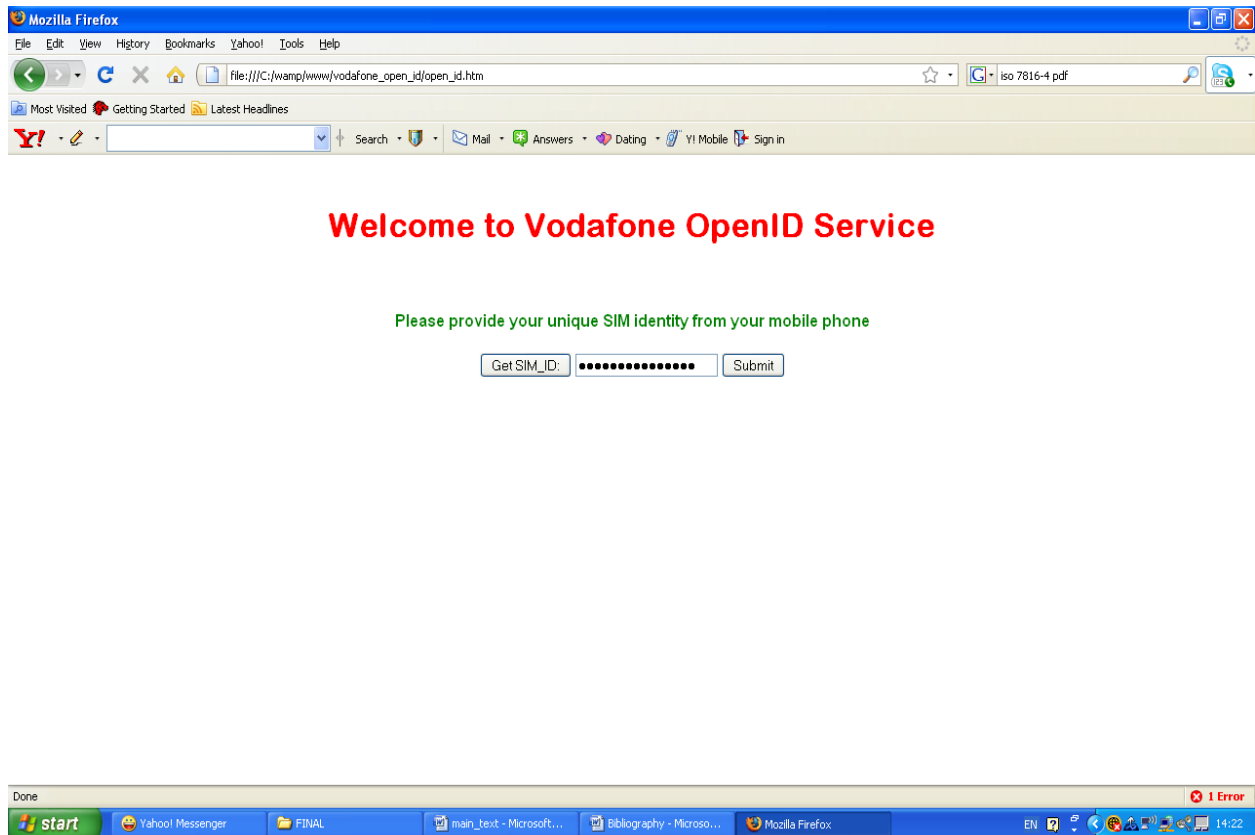 Mozilla Firefox
File Edit View History Bookmarks Yahoo! Tools Help
file:///C:/wamp/www/vodafone_open_id/open_id.htm G iso 7816-4 pdf
Most Visited Getting Started Latest Headlines
Y! Search Mail Answers Dating Y! Mobile Sign in
Welcome to Vodafone OpenID Service
Please provide your unique SIM identity from your mobile phone
Get SIM_ID: ●●●●●●●●●●●●●●● Submit
Done 1 Error
start Yahoo! Messenger FINAL main_text - Microsoft... Bibliography - Microso... Mozilla Firefox EN 14:22